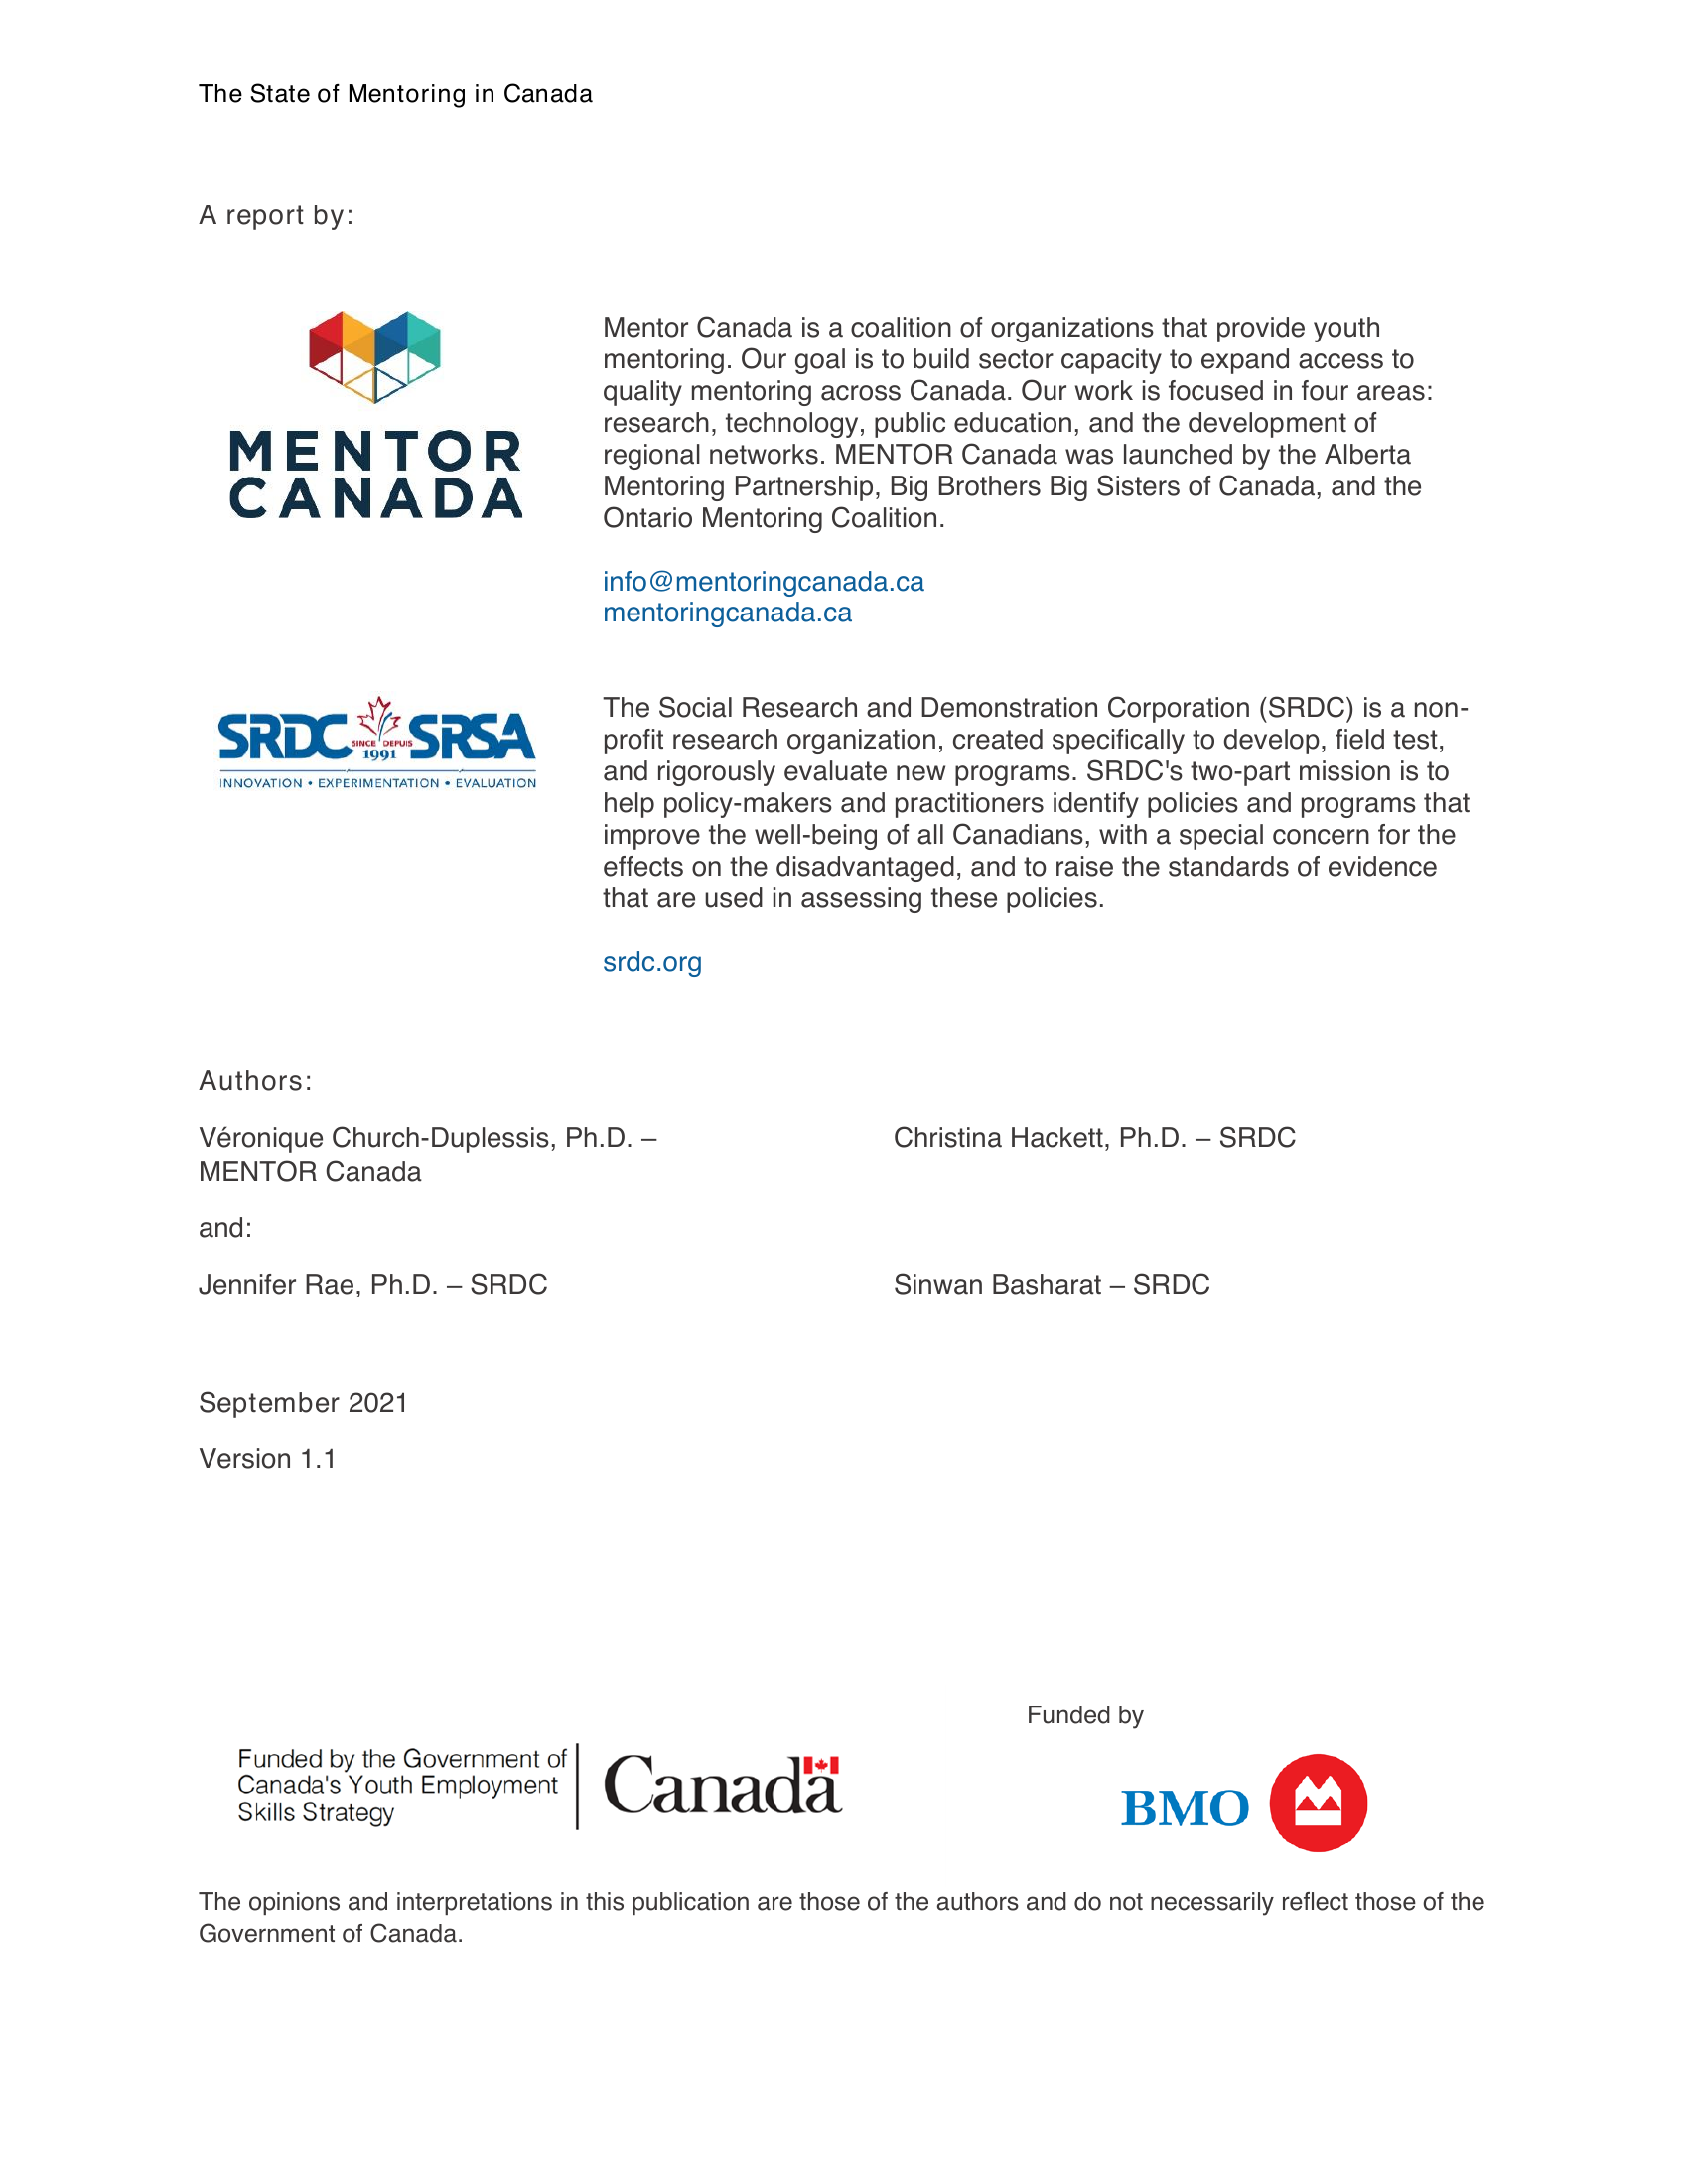 The State of Mentoring in Canada
A report by:
MENTOR
CANADA
Mentor Canada is a coalition of organizations that provide youth
mentoring. Our goal is to build sector capacity to expand access to
quality mentoring across Canada. Our work is focused in four areas:
research, technology, public education, and the development of
regional networks. MENTOR Canada was launched by the Alberta
Mentoring Partnership, Big Brothers Big Sisters of Canada, and the
Ontario Mentoring Coalition.
info@mentoringcanada.ca
mentoringcanada.ca
SRDC SRSA
SINCE DEPUIS
1991
INNOVATION • EXPÉRIMENTATION • ÉVALUATION
The Social Research and Demonstration Corporation (SRDC) is a non-
profit research organization, created specifically to develop, field test,
and rigorously evaluate new programs. SRDC's two-part mission is to
help policy-makers and practitioners identify policies and programs that
improve the well-being of all Canadians, with a special concern for the
effects on the disadvantaged, and to raise the standards of evidence
that are used in assessing these policies.
srdc.org
Authors:
Véronique Church-Duplessis, Ph.D. –
MENTOR Canada
Christina Hackett, Ph.D. – SRDC
and:
Jennifer Rae, Ph.D. – SRDC
Sinwan Basharat – SRDC
September 2021
Version 1.1
Funded by the Government of
Canada's Youth Employment
Skills Strategy
Canada
Funded by
BMO
The opinions and interpretations in this publication are those of the authors and do not necessarily reflect those of the
Government of Canada.